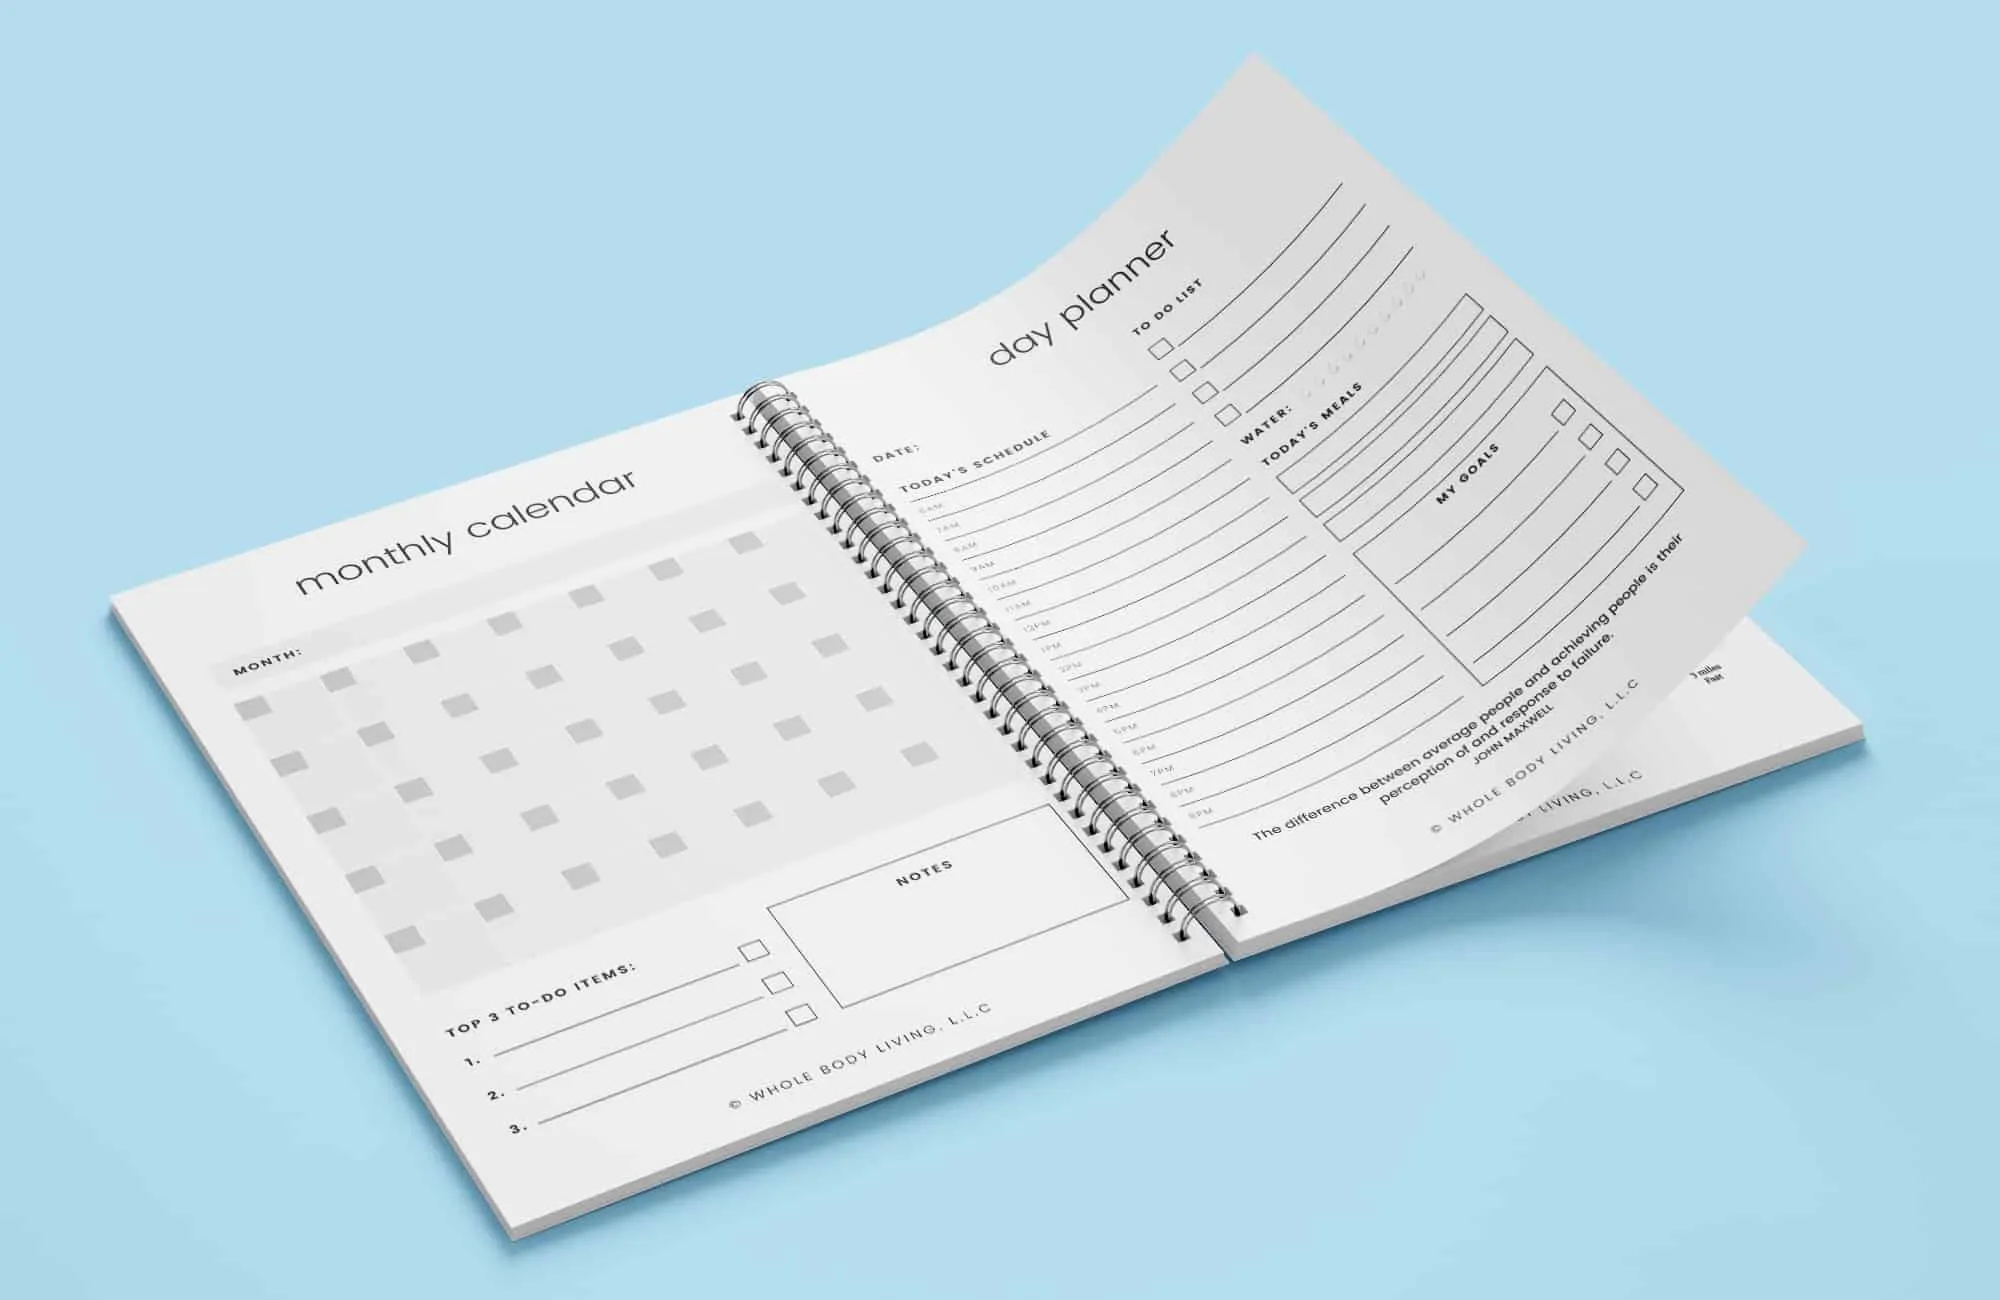 monthly calendar
MONTH:
TOP 3 TO-DO ITEMS:
1.
2.
3.
NOTES
© WHOLE BODY LIVING, L.L.C
day planner
DATE:
TODAY'S SCHEDULE
6AM
7AM
8AM
9AM
10AM
11AM
12PM
1PM
2PM
3PM
4PM
5PM
6PM
7PM
8PM
9PM
TO DO LIST
WATER:
TODAY'S MEALS
MY GOALS
The difference between average people and achieving people is their
perception of and response to failure.
JOHN MAXWELL
© WHOLE BODY LIVING, L.L.C
miles
LIVING, L.L.C